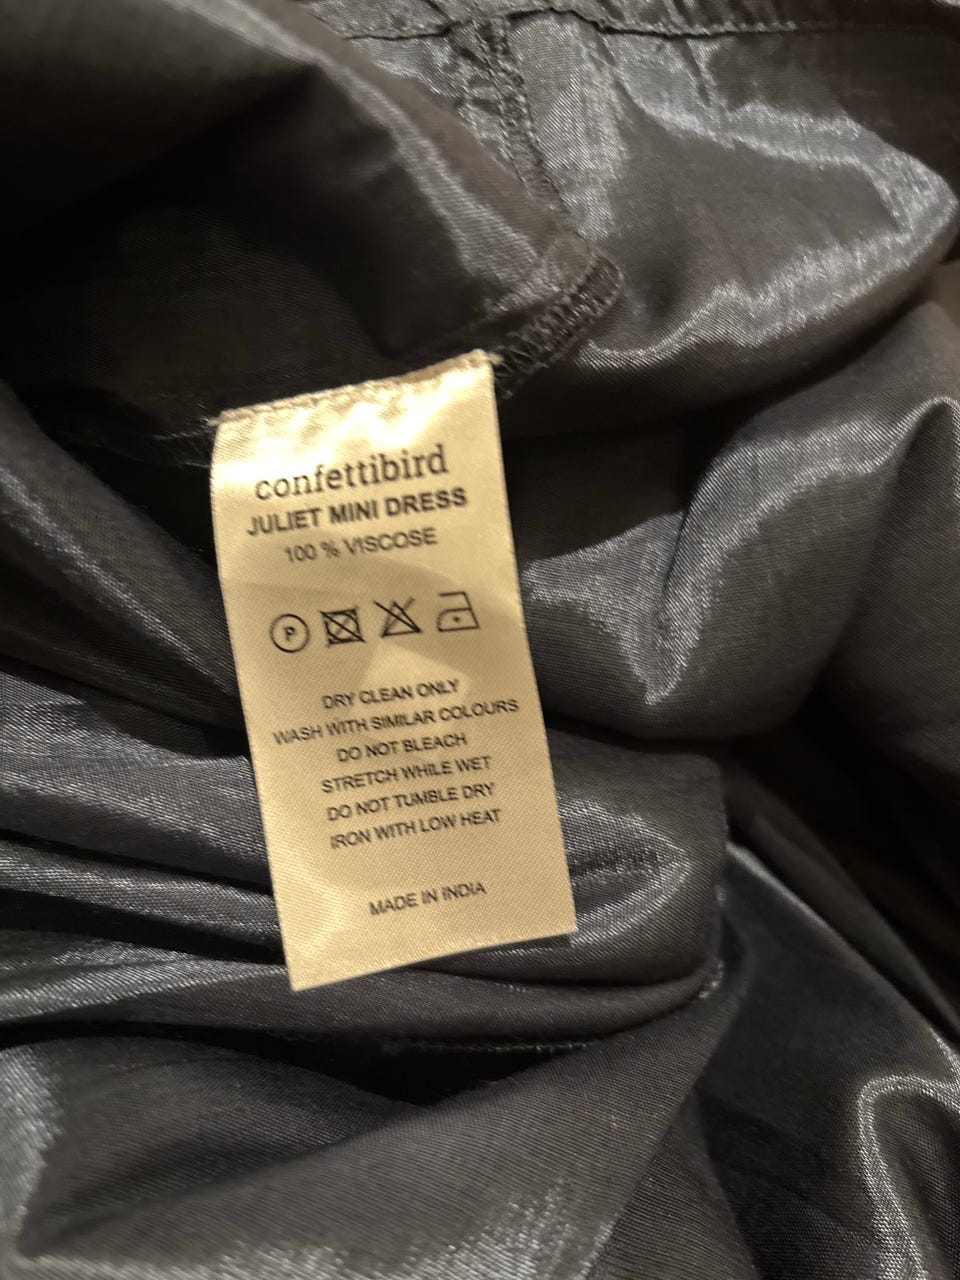 confettibird
JULIET MINI DRESS
100 % VISCOSE
P
DRY CLEAN ONLY
WASH WITH SIMILAR COLOURS
DO NOT BLEACH
STRETCH WHILE WET
DO NOT TUMBLE DRY
IRON WITH LOW HEAT
MADE IN INDIA